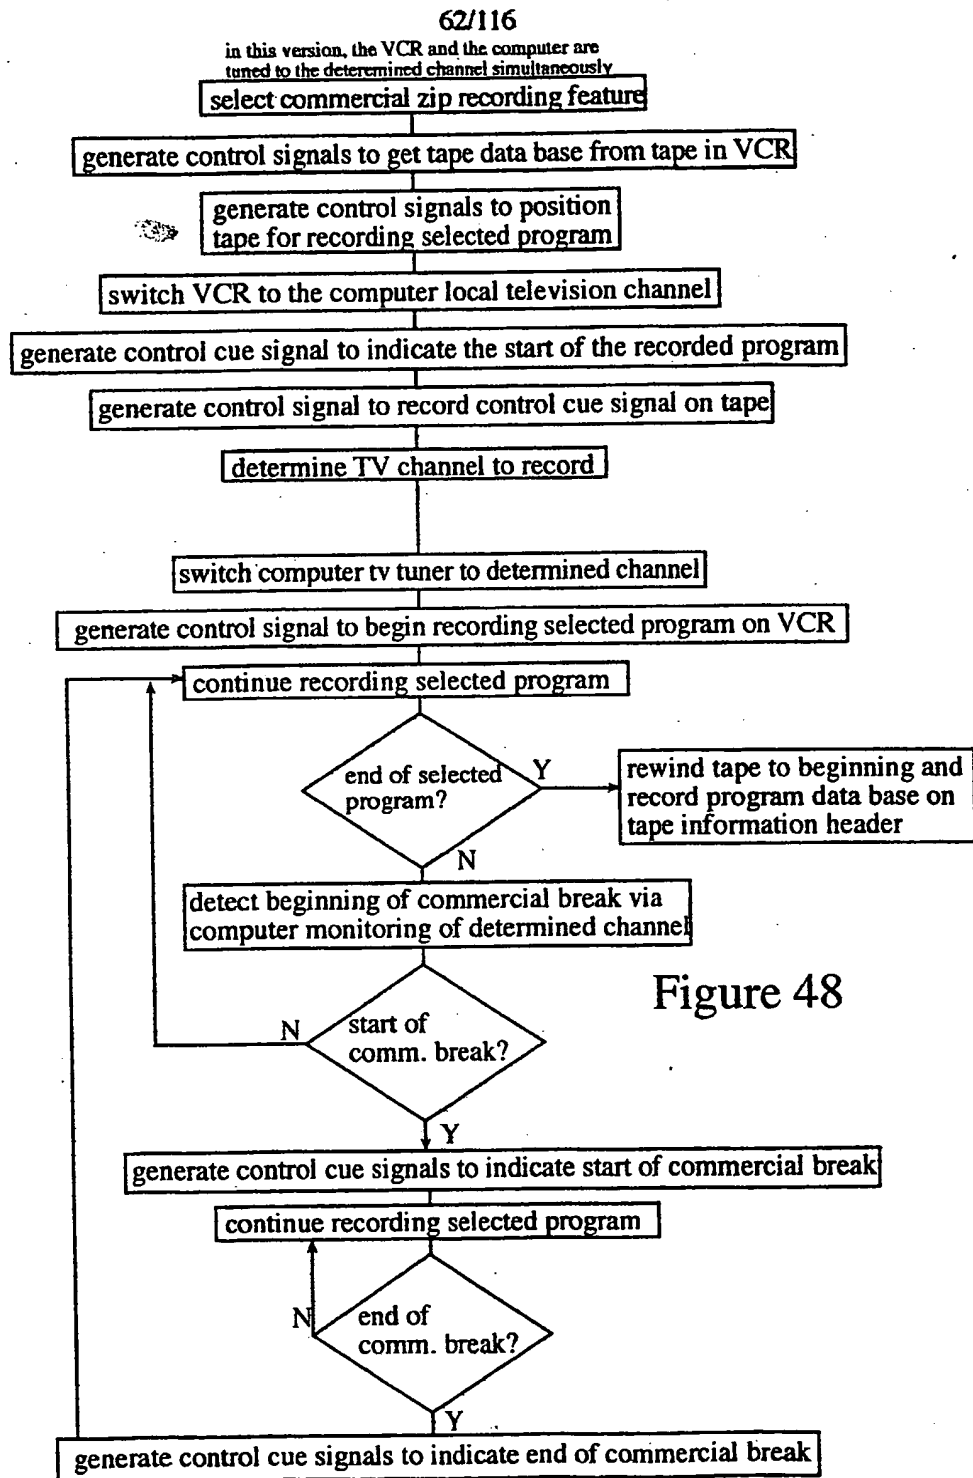 62/116
in this version, the VCR and the computer are
tuned to the deteremined channel simultaneously
select commercial zip recording feature
generate control signals to get tape data base from tape in VCR
generate control signals to position
tape for recording selected program
switch VCR to the computer local television channel
generate control cue signal to indicate the start of the recorded program
generate control signal to record control cue signal on tape
determine TV channel to record
switch computer tv tuner to determined channel
generate control signal to begin recording selected program on VCR
continue recording selected program
end of selected
program?
Y
rewind tape to beginning and
record program data base on
tape information header
N
detect beginning of commercial break via
computer monitoring of determined channel
Figure 48
N
start of
comm. break?
Y
generate control cue signals to indicate start of commercial break
continue recording selected program
N
end of
comm. break?
Y
generate control cue signals to indicate end of commercial break